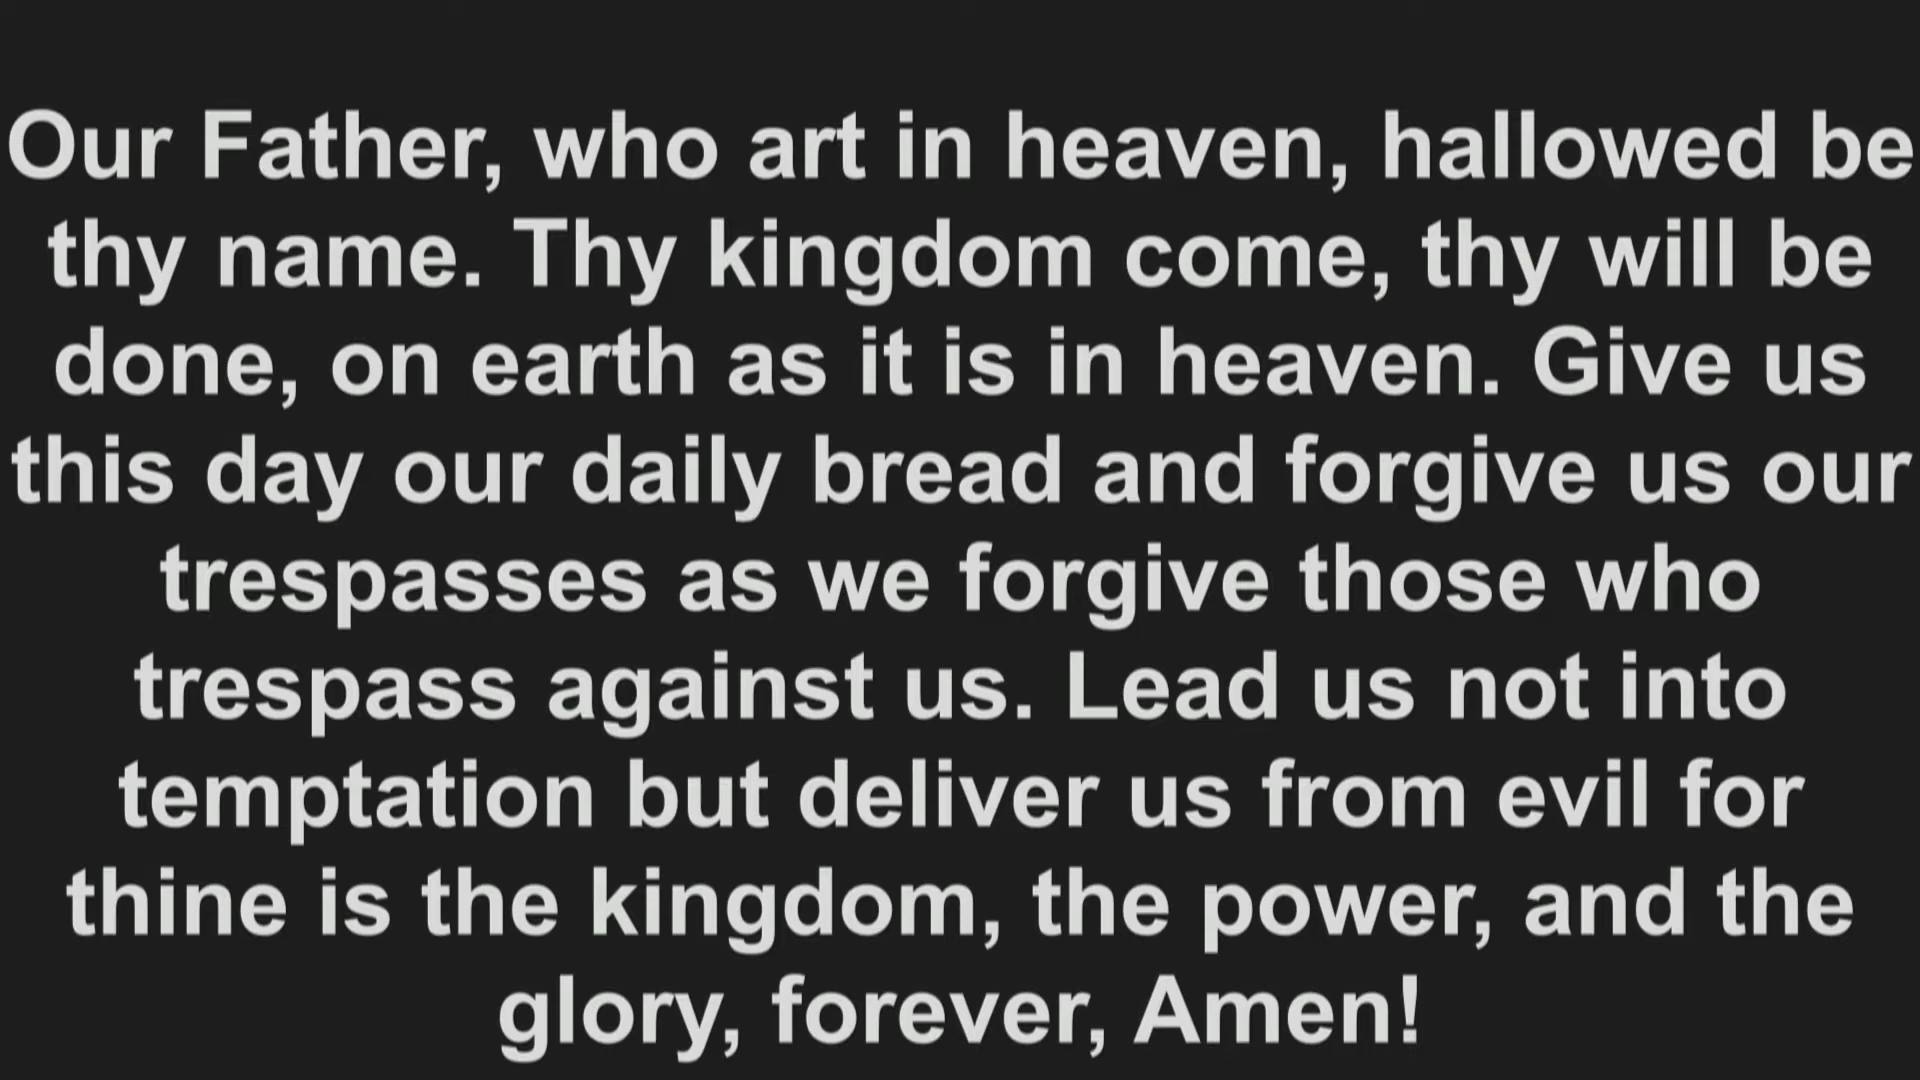 Our Father, who art in heaven, hallowed be
thy name. Thy kingdom come, thy will be
done, on earth as it is in heaven. Give us
this day our daily bread and forgive us our
trespasses as we forgive those who
trespass against us. Lead us not into
temptation but deliver us from evil for
thine is the kingdom, the power, and the
glory, forever, Amen!